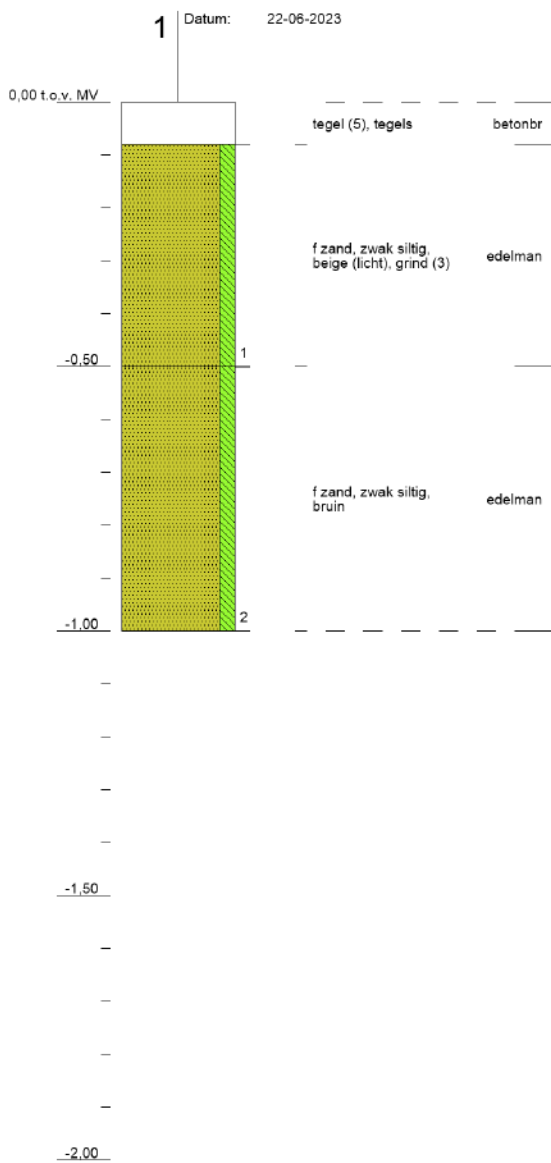 1 Datum: 22-06-2023
0,00 t.o.v. MV
tegel (5), tegels betonbr
f zand, zwak siltig,
beige (licht), grind (3) edelman
1
-0,50
f zand, zwak siltig,
bruin edelman
2
-1,00
-1,50
-2,00